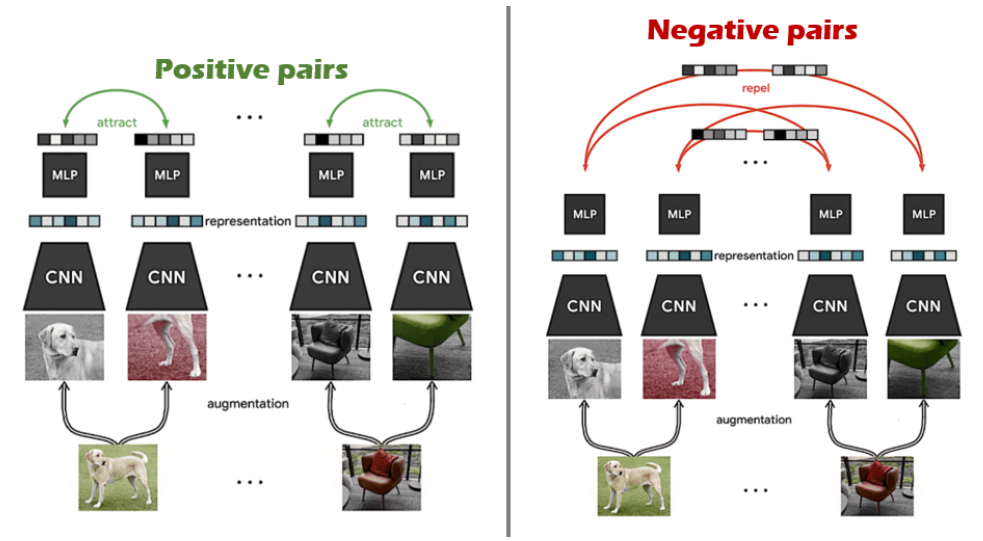 Positive pairs
attract
...
attract
MLP
MLP
MLP
MLP
representation
CNN
CNN
...
CNN
CNN
augmentation
...
Negative pairs
repel
...
MLP
MLP
MLP
MLP
representation
CNN
CNN
...
CNN
CNN
augmentation
...